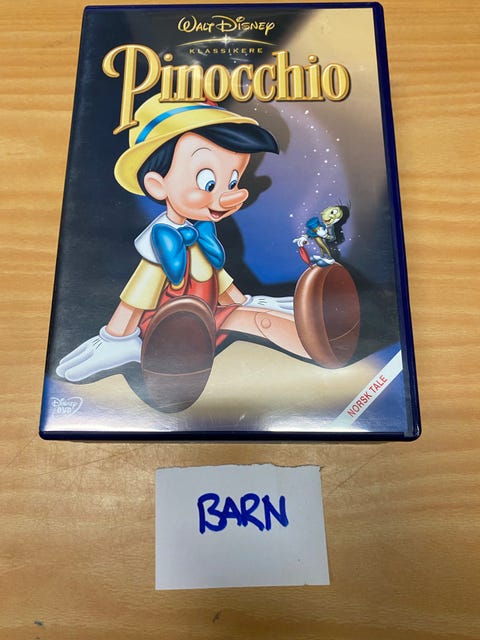 WALT DISNEY
KLASSIKERE
Pinocchio
NORSK TALE
Disney
DVD
BARN